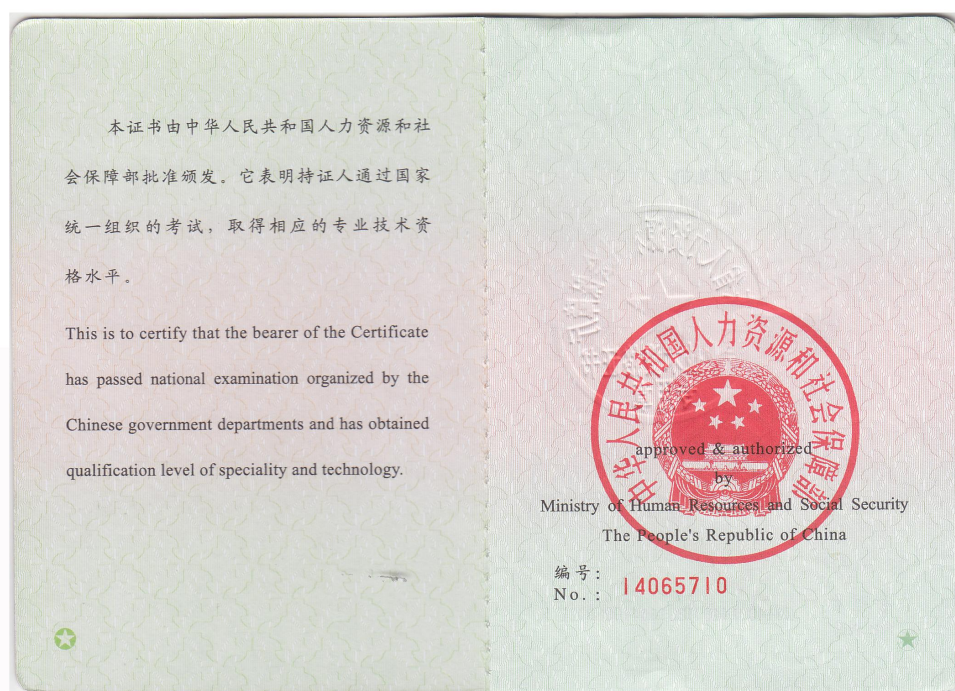 本证书由中华人民共和国人力资源和社
会保障部批准颁发。它表明持证人通过国家
统一组织的考试，取得相应的专业技术资
格水平。
This is to certify that the bearer of the Certificate
has passed national examination organized by the
Chinese government departments and has obtained
qualification level of speciality and technology.
中华人民共和国人力资源和社会保障部
approved & authorized
by
Ministry of Human Resources and Social Security
The People's Republic of China
编号：
No.: 14065710